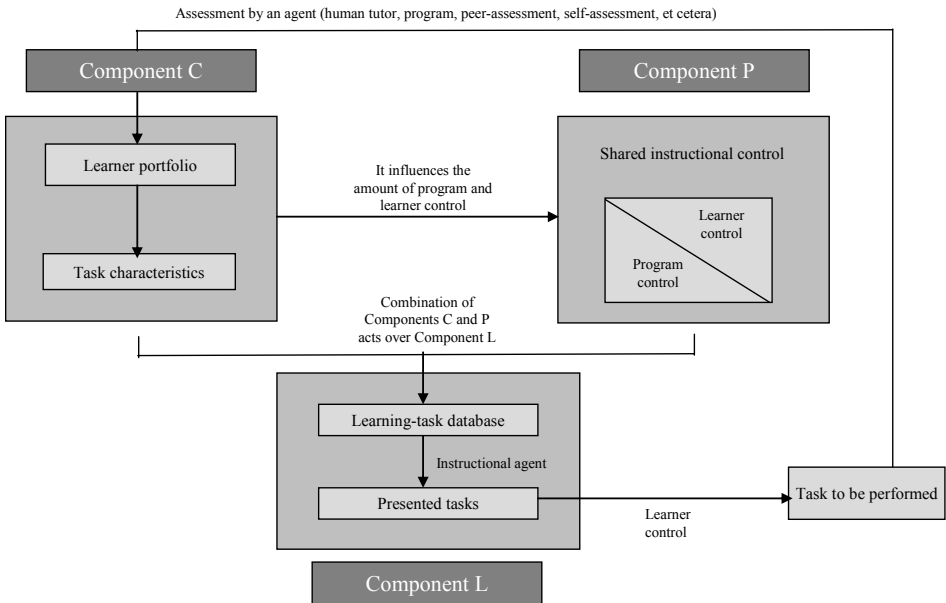 Assessment by an agent (human tutor, program, peer-assessment, self-assessment, et cetera)
Component C
Component P
Learner portfolio
Task characteristics
It influences the
amount of program and
learner control
Shared instructional control
Learner
control
Program
control
Combination of
Components C and P
acts over Component L
Learning-task database
Instructional agent
Presented tasks
Learner
control
Task to be performed
Component L